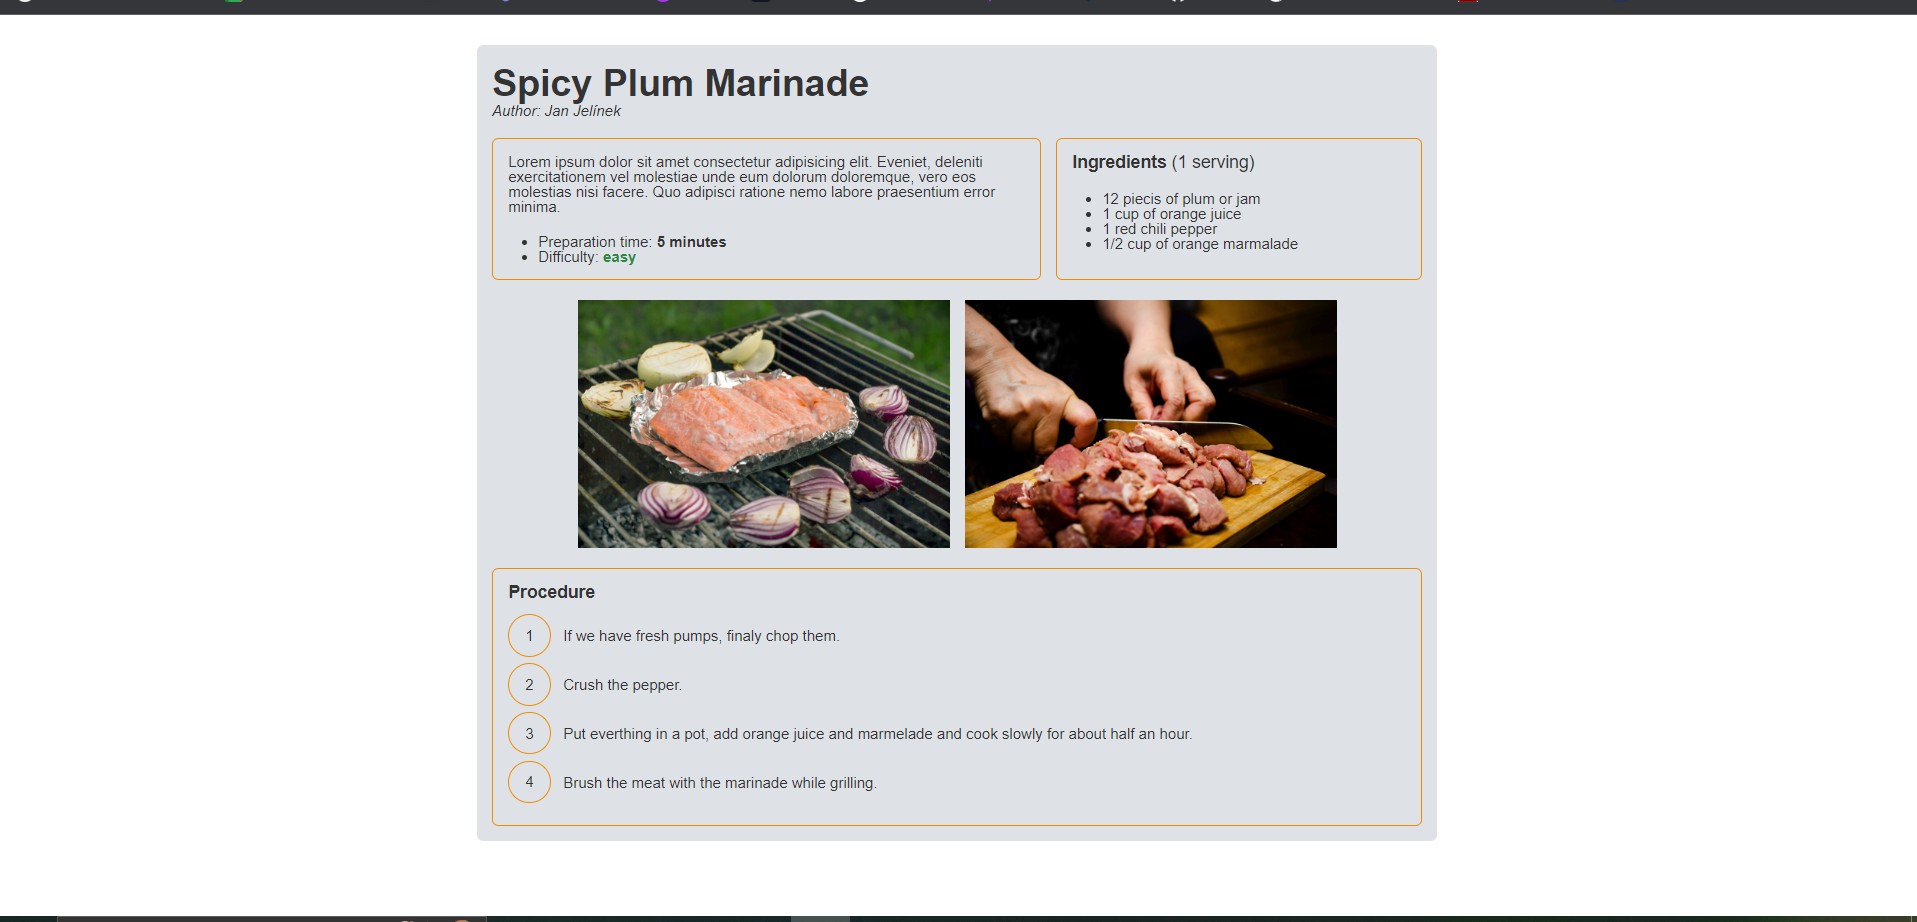 Spicy Plum Marinade
Author: Jan Jelínek
Lorem ipsum dolor sit amet consectetur adipisicing elit. Eveniet, deleniti
exercitationem vel molestiae unde eum dolorum doloremque, vero eos
molestias nisi facere. Quo adipisci ratione nemo labore praesentium error
minima.
• Preparation time: 5 minutes
• Difficulty: easy
Ingredients (1 serving)
• 12 piecis of plum or jam
• 1 cup of orange juice
• 1 red chili pepper
• 1/2 cup of orange marmalade
Procedure
1 If we have fresh pumps, finaly chop them.
2 Crush the pepper.
3 Put everthing in a pot, add orange juice and marmelade and cook slowly for about half an hour.
4 Brush the meat with the marinade while grilling.